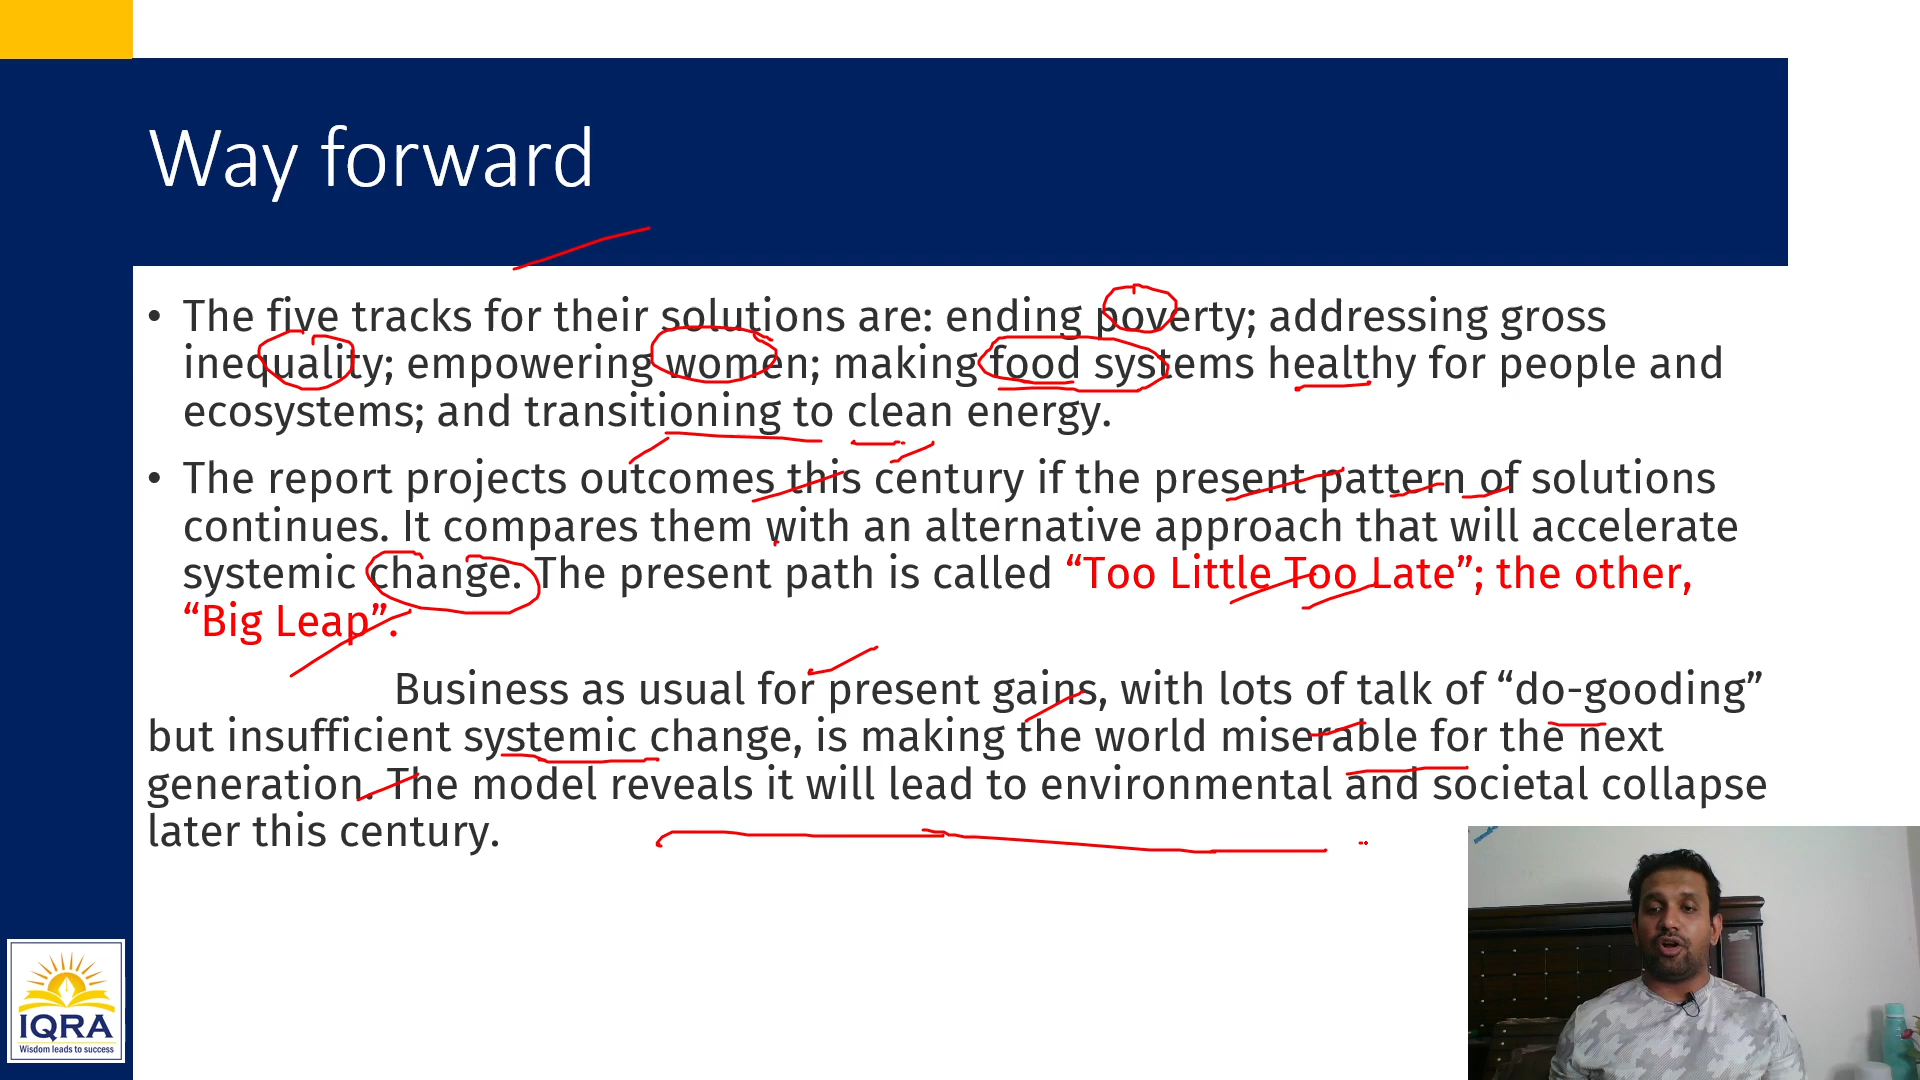 Way forward
• The five tracks for their solutions are: ending poverty; addressing gross
inequality; empowering women; making food systems healthy for people and
ecosystems; and transitioning to clean energy.
• The report projects outcomes this century if the present pattern of solutions
continues. It compares them with an alternative approach that will accelerate
systemic change. The present path is called “Too Little Too Late”; the other,
“Big Leap”.
Business as usual for present gains, with lots of talk of “do-gooding”
but insufficient systemic change, is making the world miserable for the next
generation. The model reveals it will lead to environmental and societal collapse
later this century.
IQRA
Wisdom leads to success